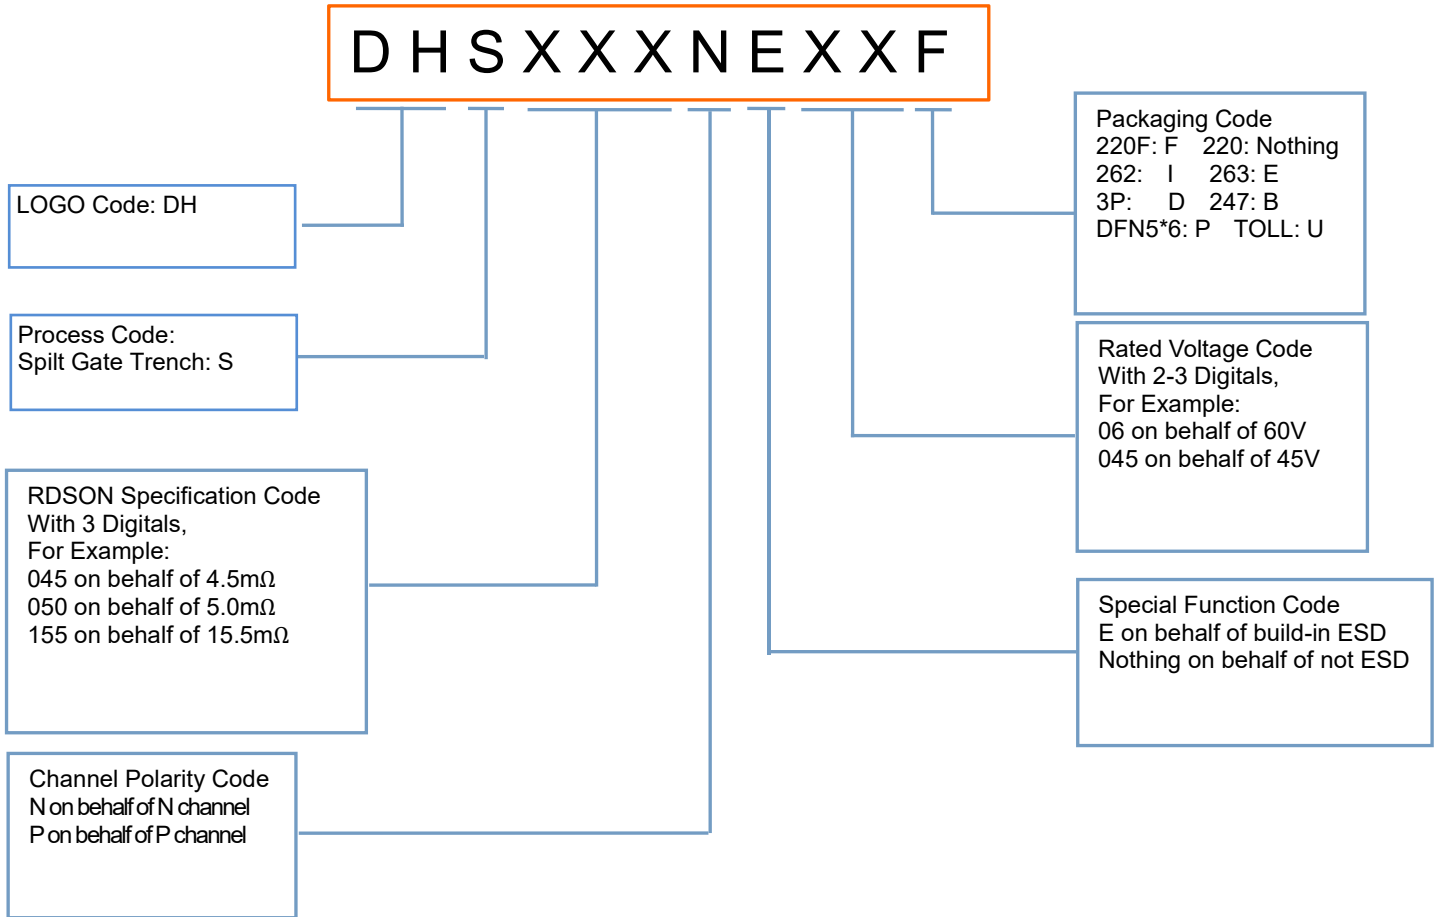 D H S X X X N E X X F
LOGO Code: DH
Process Code:
Spilt Gate Trench: S
RDSON Specification Code
With 3 Digitals,
For Example:
045 on behalf of 4.5mΩ
050 on behalf of 5.0mΩ
155 on behalf of 15.5mΩ
Channel Polarity Code
N on behalf of N channel
P on behalf of P channel
Packaging Code
220F: F 220: Nothing
262: I 263: E
3P: D 247: B
DFN5*6: P TOLL: U
Rated Voltage Code
With 2-3 Digitals,
For Example:
06 on behalf of 60V
045 on behalf of 45V
Special Function Code
E on behalf of build-in ESD
Nothing on behalf of not ESD